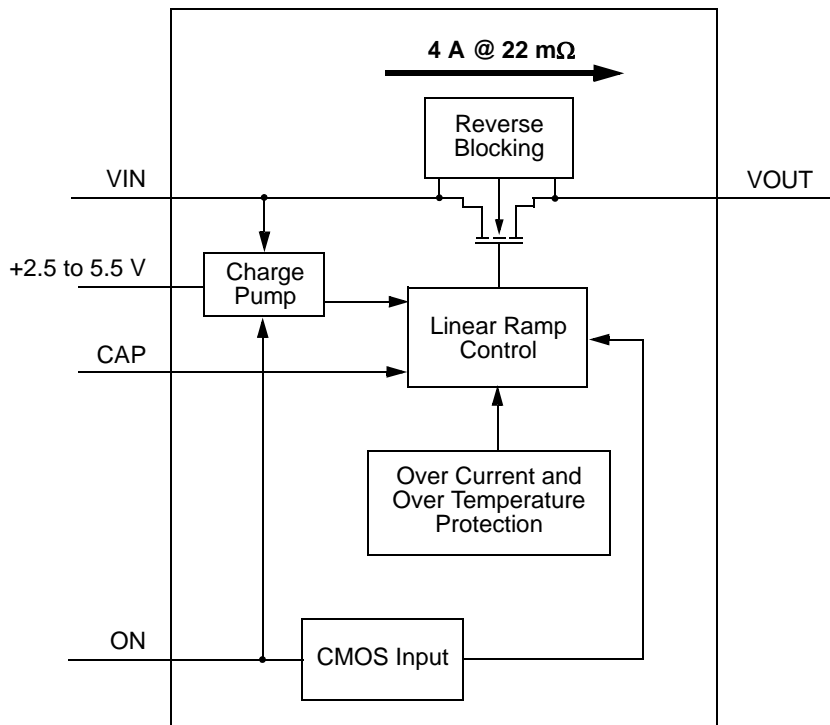 4 A @ 22 mΩ
Reverse
Blocking
VIN
VOUT
+2.5 to 5.5 V
Charge
Pump
Linear Ramp
Control
CAP
Over Current and
Over Temperature
Protection
ON
CMOS Input